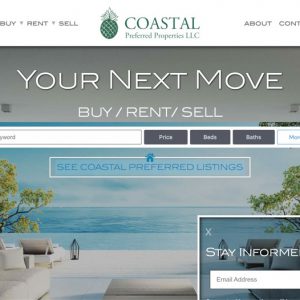 BUY RENT SELL
COASTAL
Preferred Properties LLC
ABOUT CONT
YOUR NEXT MOVE
BUY / RENT/ SELL
yword
Price
Beds
Baths
Mor
SEE COASTAL PREFERRED LISTINGS
X
STAY INFORME
Email Address